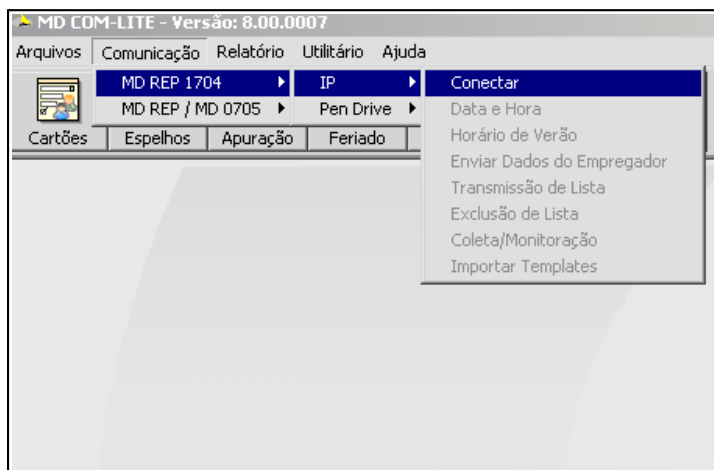 MD COM-LITE - Versão: 8.00.0007
Arquivos Comunicação Relatório Utilitário Ajuda
MD REP 1704 IP Conectar
MD REP / MD 0705 Pen Drive Data e Hora
Cartões Espelhos Apuração Feriado Horário de Verão
Enviar Dados do Empregador
Transmissão de Lista
Exclusão de Lista
Coleta/Monitoração
Importar Templates